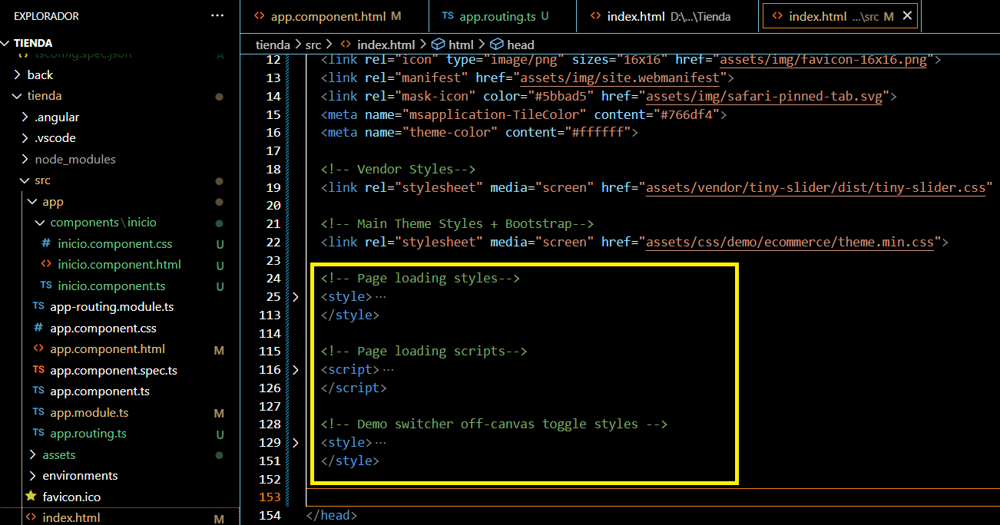 EXPLORADOR ...
TIENDA
tsconfig.spec.json A
back
tienda
.angular
.vscode
node_modules
src
app
components\inicio
# inicio.component.css U
<> inicio.component.html U
TS inicio.component.ts U
TS app-routing.module.ts
# app.component.css
<> app.component.html M
TS app.component.spec.ts
TS app.component.ts
TS app.module.ts M
TS app.routing.ts U
assets
environments
favicon.ico
<> index.html M
<> app.component.html M
TS app.routing.ts U
<> index.html D:\...\Tienda
<> index.html ...\src M
tienda > src > <> index.html > html > head
12 <link rel="icon" type="image/png" sizes="16x16" href="assets/img/favicon-16x16.png">
13 <link rel="manifest" href="assets/img/site.webmanifest">
14 <link rel="mask-icon" color="#5bbad5" href="assets/img/safari-pinned-tab.svg">
15 <meta name="msapplication-TileColor" content="#766df4">
16 <meta name="theme-color" content="#ffffff">
17
18 <!-- Vendor Styles-->
19 <link rel="stylesheet" media="screen" href="assets/vendor/tiny-slider/dist/tiny-slider.css"
20
21 <!-- Main Theme Styles + Bootstrap-->
22 <link rel="stylesheet" media="screen" href="assets/css/demo/ecommerce/theme.min.css">
23
24 <!-- Page loading styles-->
25 <style>...
113 </style>
114
115 <!-- Page loading scripts-->
116 <script>...
126 </script>
127
128 <!-- Demo switcher off-canvas toggle styles -->
129 <style>...
151 </style>
152
153
154 </head>